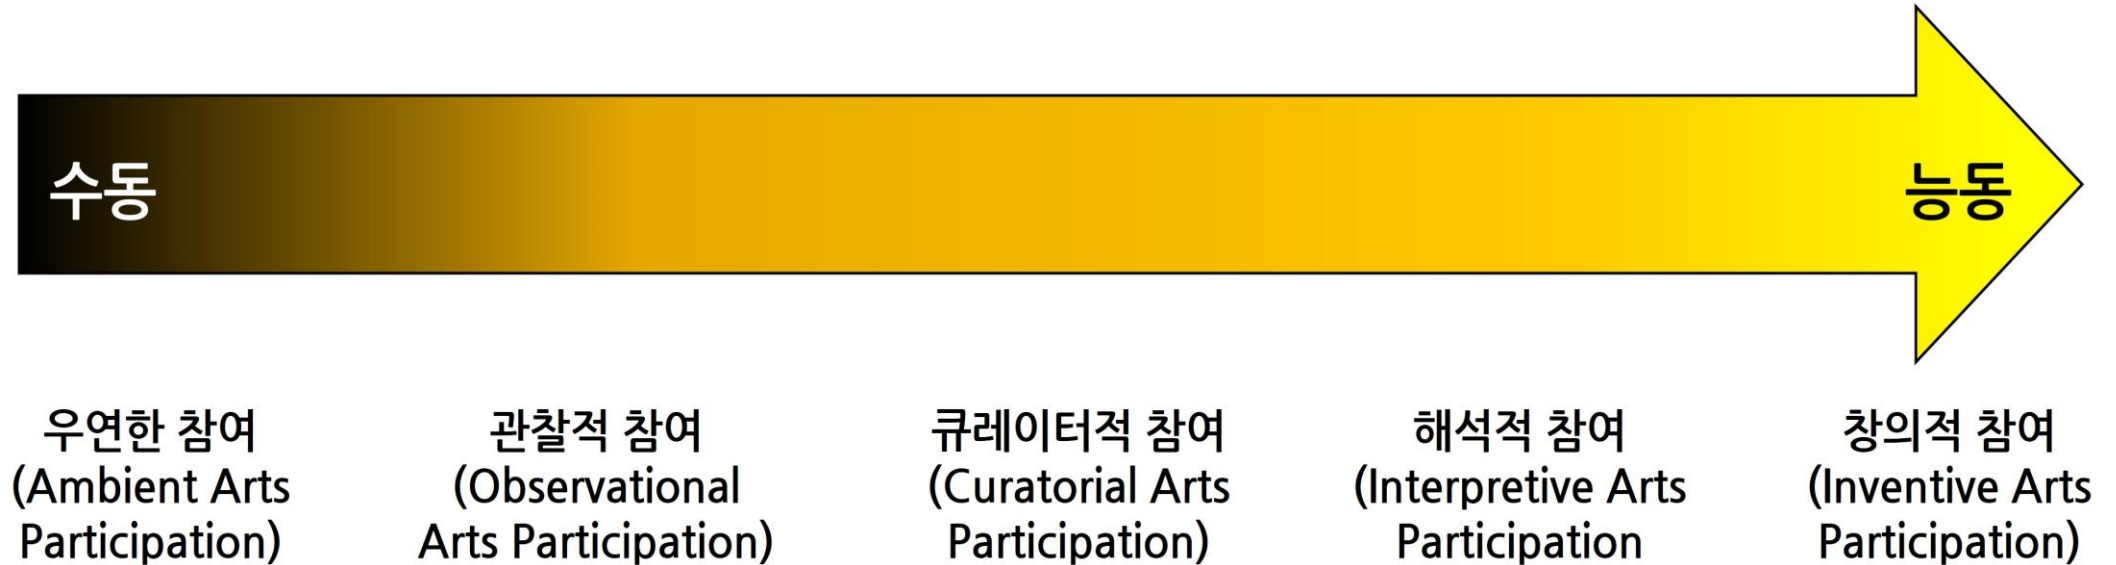 수동
능동
우연한 참여
(Ambient Arts
Participation)
관찰적 참여
(Observational
Arts Participation)
큐레이터적 참여
(Curatorial Arts
Participation)
해석적 참여
(Interpretive Arts
Participation
창의적 참여
(Inventive Arts
Participation)